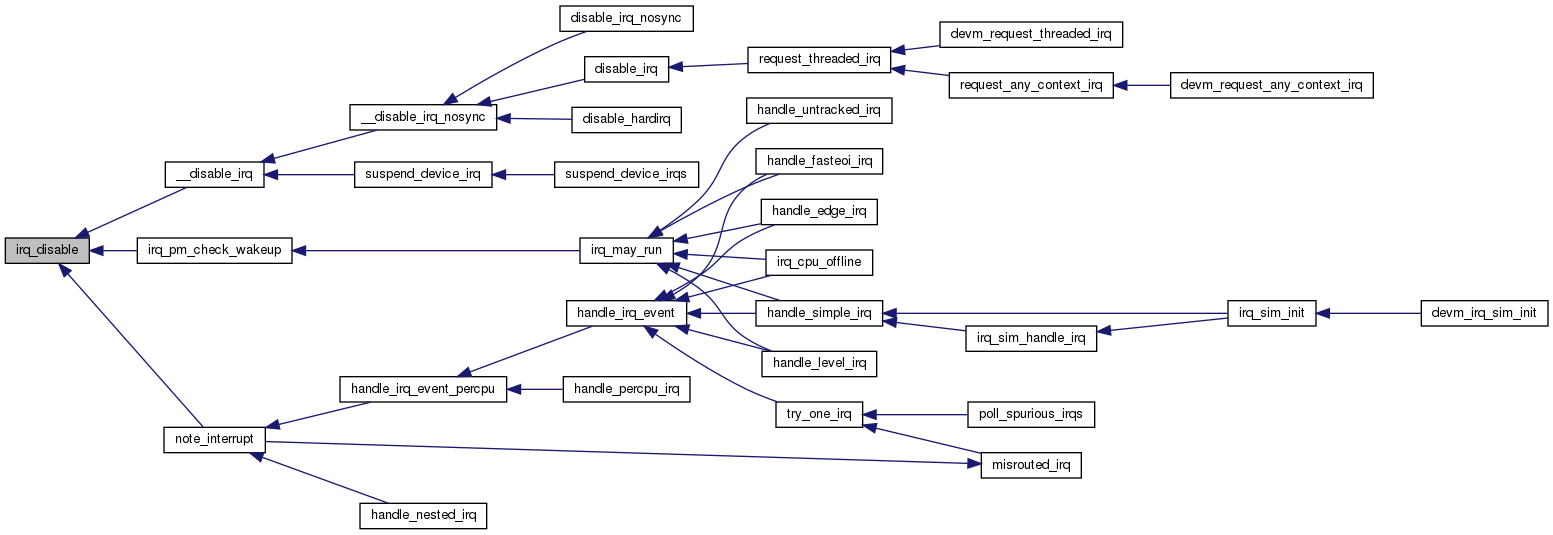 disable_irq_nosync
devm_request_threaded_irq
request_threaded_irq
disable_irq
request_any_context_irq
devm_request_any_context_irq
handle_untracked_irq
__disable_irq_nosync
disable_hardirq
handle_fasteoi_irq
__disable_irq
suspend_device_irq
suspend_device_irqs
handle_edge_irq
irq_disable
irq_pm_check_wakeup
irq_may_run
irq_cpu_offline
handle_irq_event
handle_simple_irq
irq_sim_init
devm_irq_sim_init
irq_sim_handle_irq
handle_level_irq
handle_irq_event_percpu
handle_percpu_irq
try_one_irq
poll_spurious_irqs
note_interrupt
misrouted_irq
handle_nested_irq